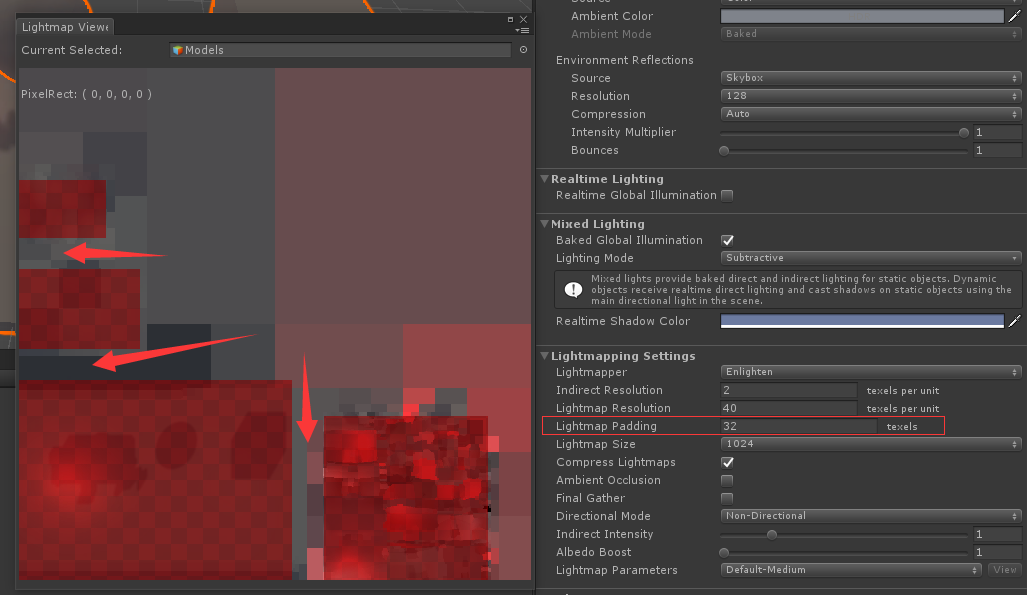 Lightmap Viewe
Current Selected:
Models
PixelRect: ( 0, 0, 0, 0 )
Ambient Color
Ambient Mode
Baked
Environment Reflections
Source
Skybox
Resolution
128
Compression
Auto
Intensity Multiplier
1
Bounces
1
Realtime Lighting
Realtime Global Illumination
Mixed Lighting
Baked Global Illumination
Lighting Mode
Subtractive
Mixed lights provide baked direct and indirect lighting for static objects. Dynamic
objects receive realtime direct lighting and cast shadows on static objects using the
main directional light in the scene.
Realtime Shadow Color
Lightmapping Settings
Lightmapper
Enlighten
Indirect Resolution
2
texels per unit
Lightmap Resolution
40
texels per unit
Lightmap Padding
32
texels
Lightmap Size
1024
Compress Lightmaps
Ambient Occlusion
Final Gather
Directional Mode
Non-Directional
Indirect Intensity
1
Albedo Boost
1
Lightmap Parameters
Default-Medium
View